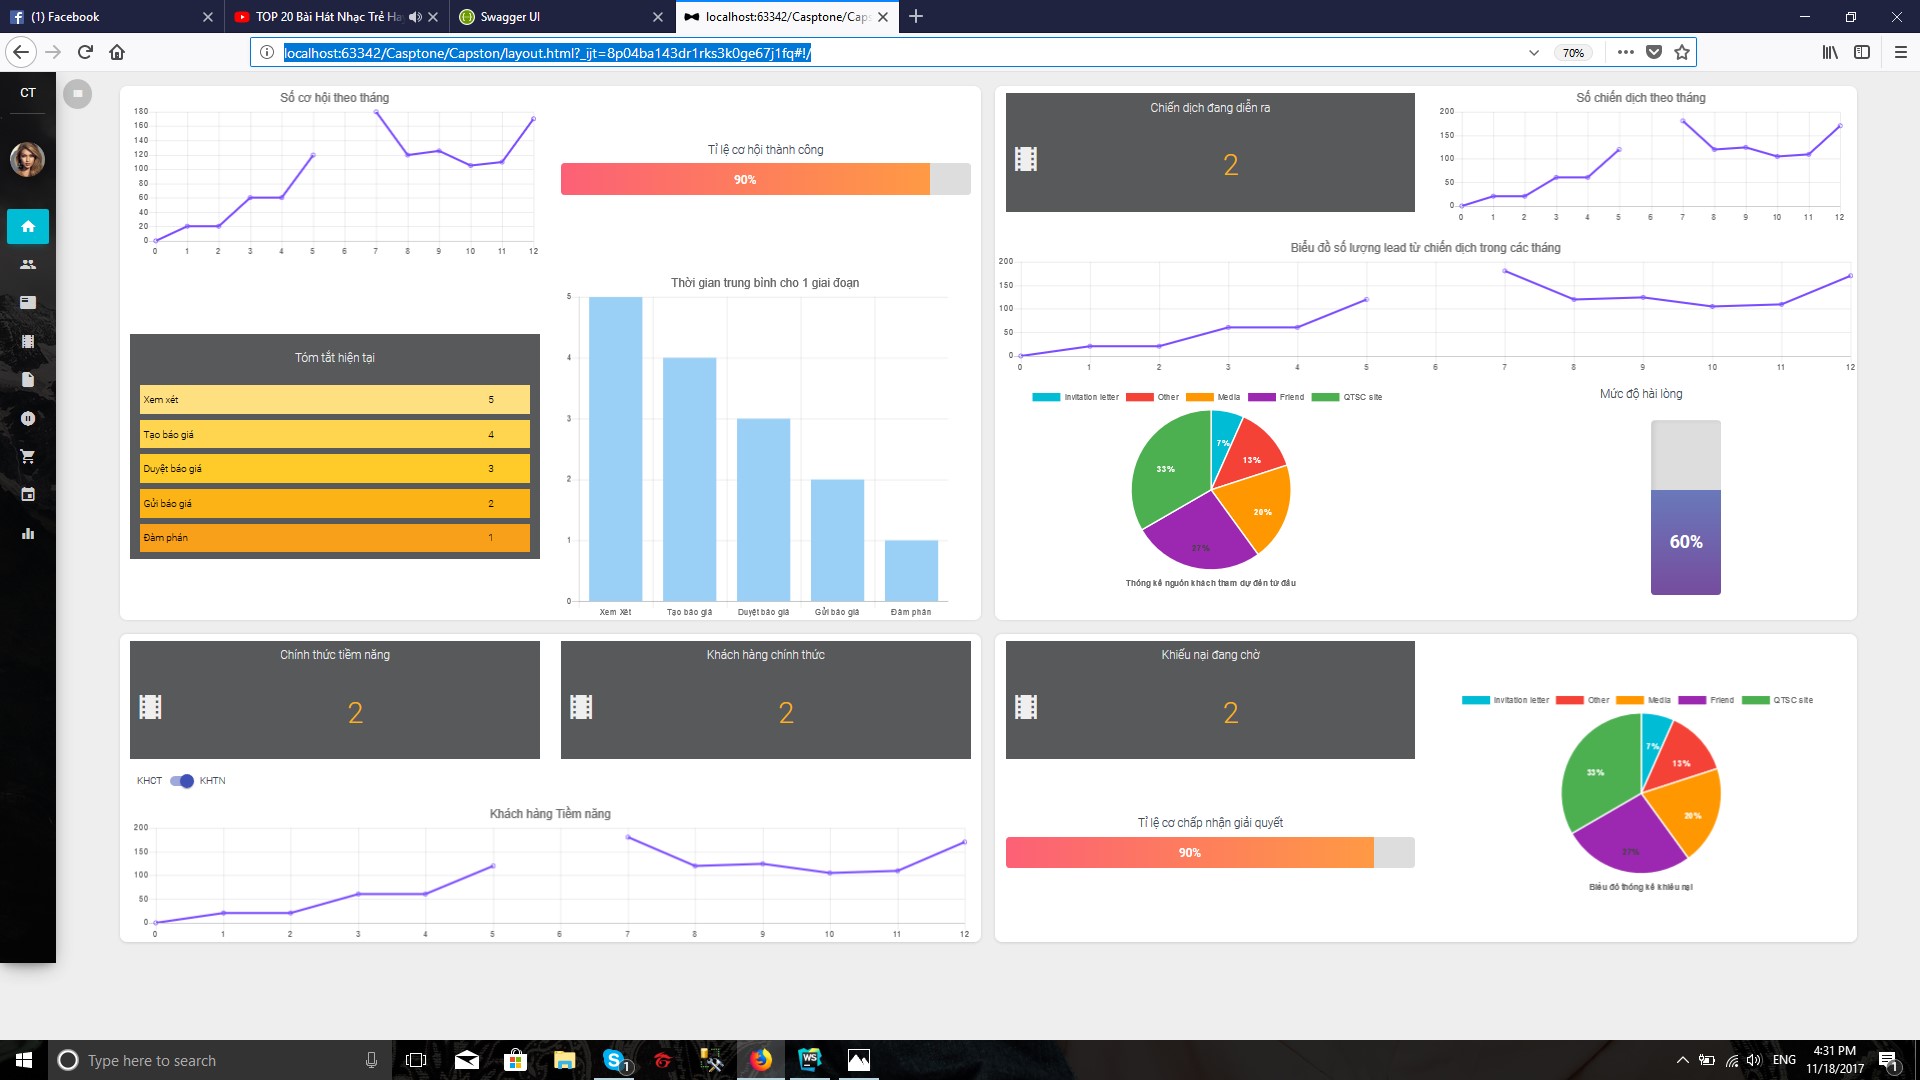 (1) Facebook
TOP 20 Bài Hát Nhạc Trẻ Ha
Swagger UI
localhost:63342/Casptone/Caps
localhost:63342/Casptone/Capston/layout.html?_ijt=8p04ba143dr1rks3k0ge67j1fq#!/
70%
CT
Số cơ hội theo tháng
180
160
140
120
100
80
60
40
20
0
0 1 2 3 4 5 6 7 8 9 10 11 12
Tỉ lệ cơ hội thành công
90%
Tóm tắt hiện tại
Xem xét 5
Tạo báo giá 4
Duyệt báo giá 3
Gửi báo giá 2
Đàm phán 1
Thời gian trung bình cho 1 giai đoạn
5
4
3
2
1
0
Xem Xét Tạo báo giá Duyệt báo giá Gửi báo giá Đàm phán
Chiến dịch đang diễn ra
2
Số chiến dịch theo tháng
200
150
100
50
0
0 1 2 3 4 5 6 7 8 9 10 11 12
Biểu đồ số lượng lead từ chiến dịch trong các tháng
200
150
100
50
0
0 1 2 3 4 5 6 7 8 9 10 11 12
Invitation letter Other Media Friend QTSC site
7%
13%
20%
27%
33%
Thống kê nguồn khách tham dự đến từ đâu
Mức độ hài lòng
60%
Chính thức tiềm năng
2
Khách hàng chính thức
2
KHCT KHTN
Khách hàng Tiềm năng
200
150
100
50
0
0 1 2 3 4 5 6 7 8 9 10 11 12
Khiếu nại đang chờ
2
Tỉ lệ cơ chấp nhận giải quyết
90%
Invitation letter Other Media Friend QTSC site
7%
13%
20%
27%
33%
Biểu đồ thống kê khiếu nại
Type here to search
1
WS
ENG
4:31 PM
11/18/2017
1